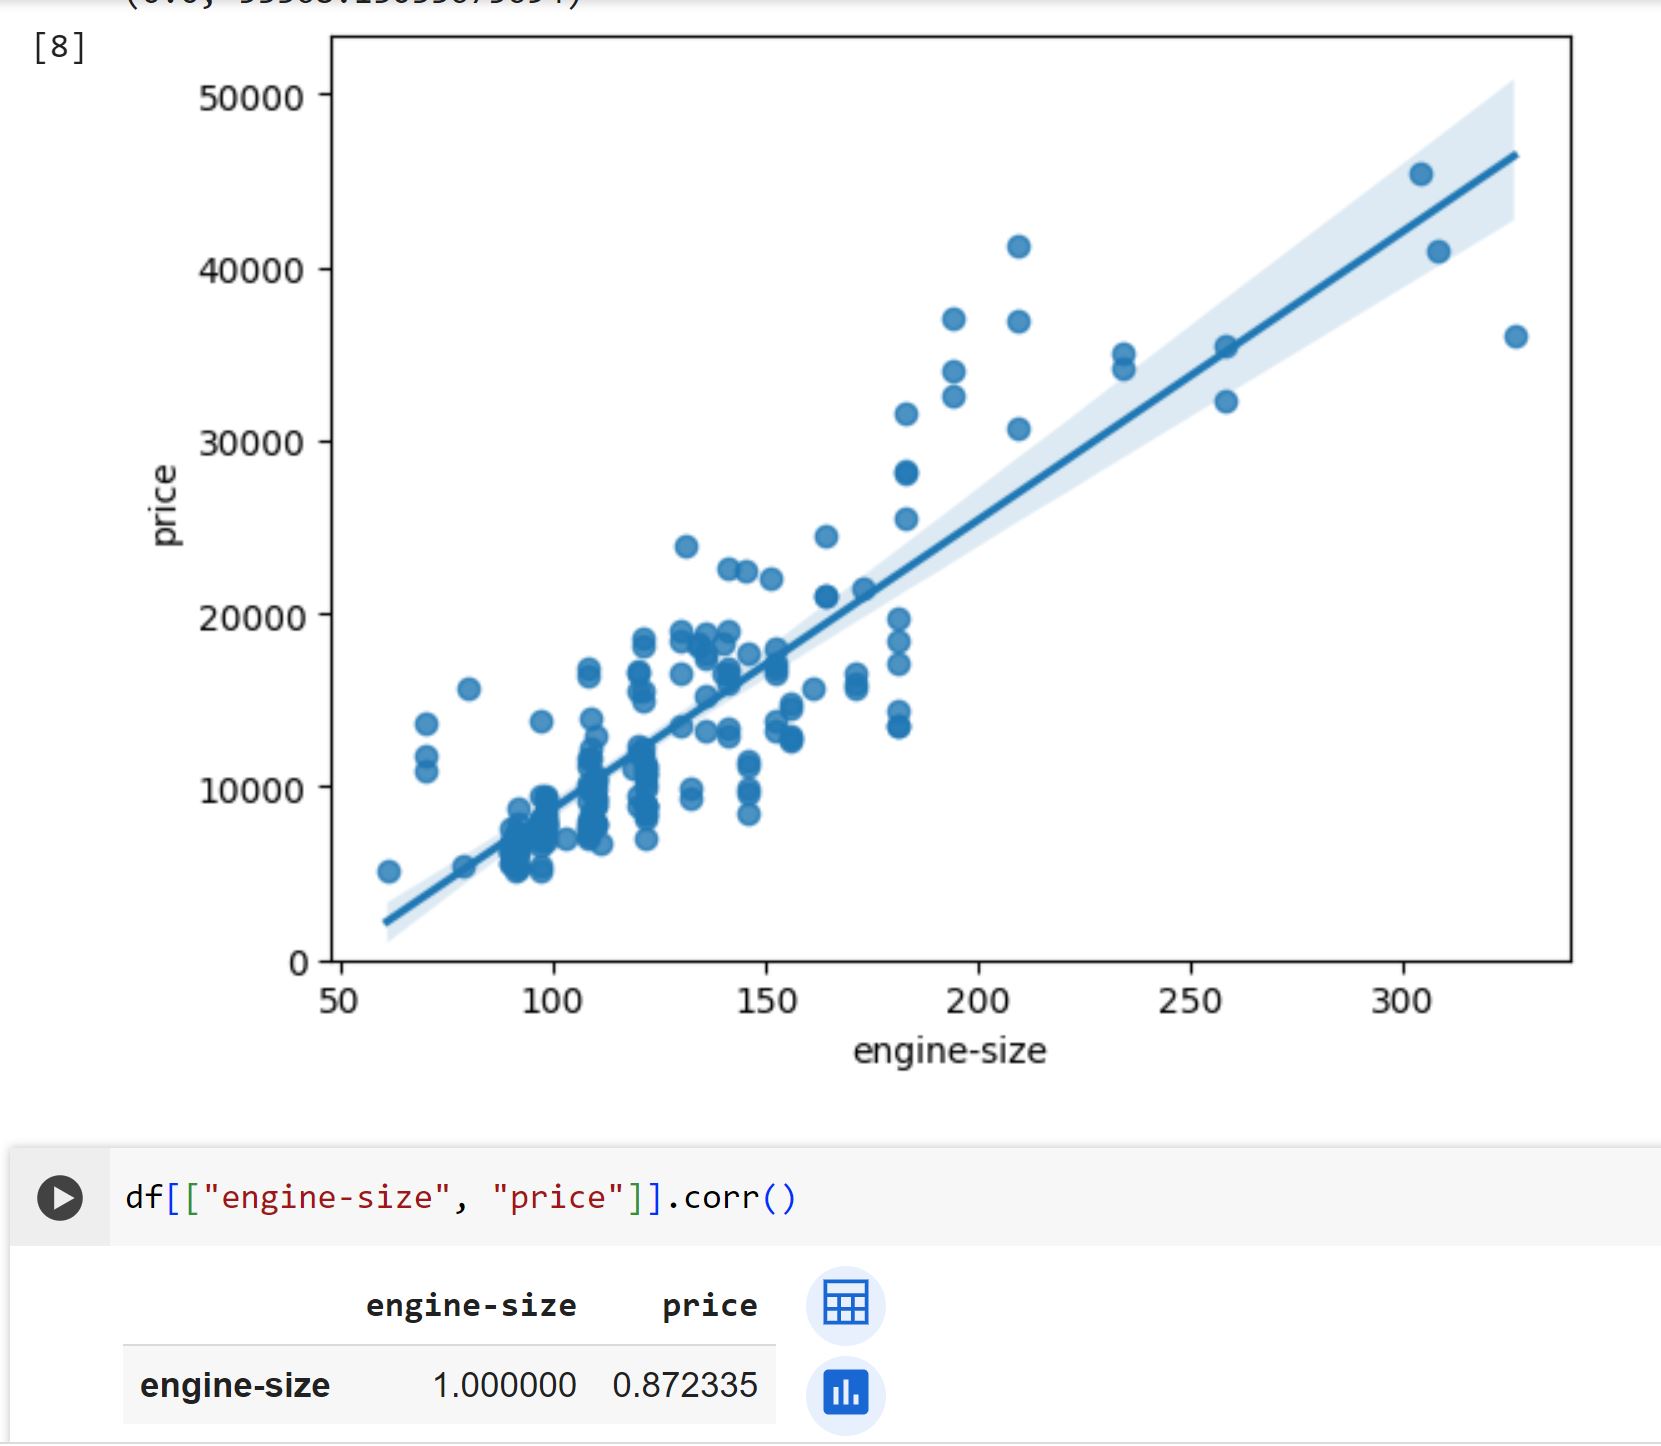 [8]
50000
40000
30000
20000
10000
0
price
50 100 150 200 250 300
engine-size
df[["engine-size", "price"]].corr()
engine-size price
engine-size 1.000000 0.872335